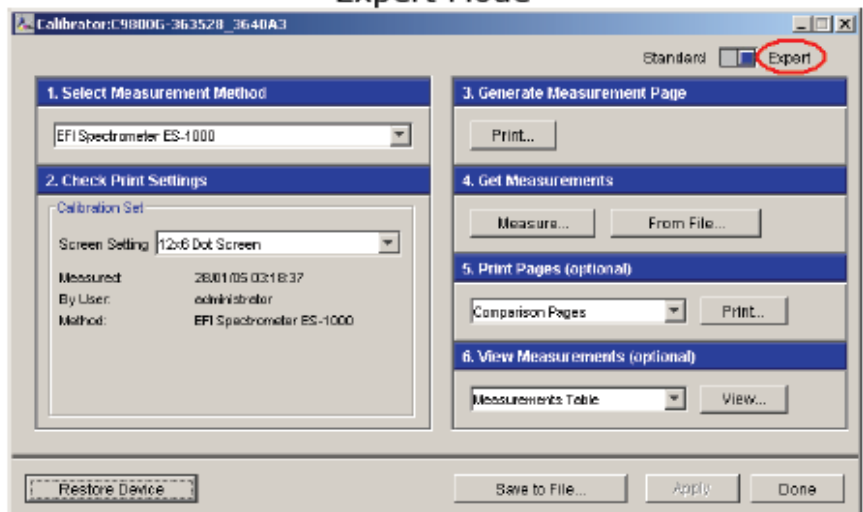 Expert Mode
Calibrator:C9800G-363528_3640A3
Standard Expert
1. Select Measurement Method
EFI Spectrometer ES-1000
2. Check Print Settings
Calibration Set
Screen Setting 12x6 Dot Screen
Measured: 28/01/05 03:18:37
By User: administrator
Method: EFI Spectrometer ES-1000
3. Generate Measurement Page
Print...
4. Get Measurements
Measure... From File...
5. Print Pages (optional)
Comparison Pages Print...
6. View Measurements (optional)
Measurements Table View...
Restore Device Save to File... Apply Done